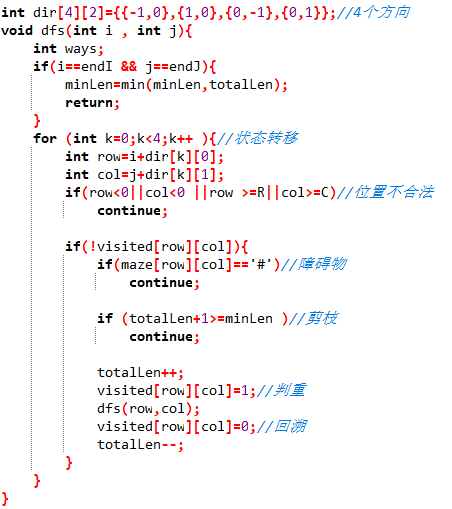 int dir[4][2]={{-1,0},{1,0},{0,-1},{0,1}};//4个方向
void dfs(int i , int j){
    int ways;
    if(i==endI && j==endJ){
        minLen=min(minLen,totalLen);
        return;
    }
    for (int k=0;k<4;k++ ){//状态转移
        int row=i+dir[k][0];
        int col=j+dir[k][1];
        if(row<0||col<0 ||row >=R||col>=C)//位置不合法
            continue;

        if(!visited[row][col]){
            if(maze[row][col]=='#')//障碍物
                continue;

            if (totalLen+1>=minLen )//剪枝
                continue;

            totalLen++;
            visited[row][col]=1;//判重
            dfs(row,col);
            visited[row][col]=0;//回溯
            totalLen--;
        }
    }
}